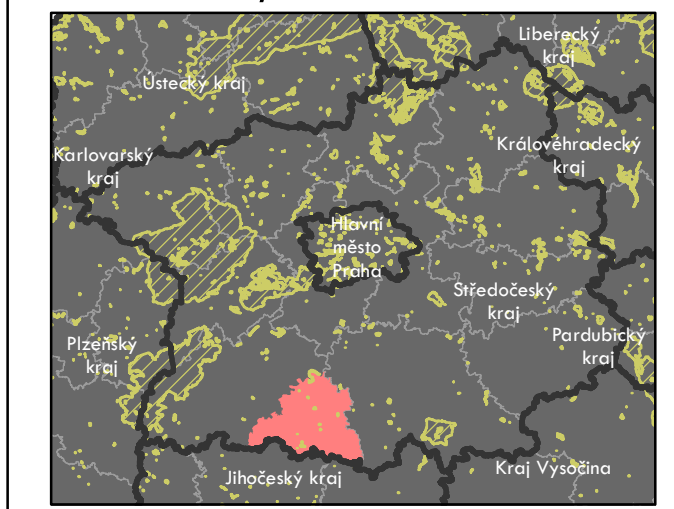 Liberecký
kraj
Ústecký kraj
Karlovarský
kraj
Královéhradecký
kraj
Hlavní
město
Praha
Středočeský
kraj
Plzeňský
kraj
Pardubický
kraj
Jihočeský kraj
Kraj Vysočina